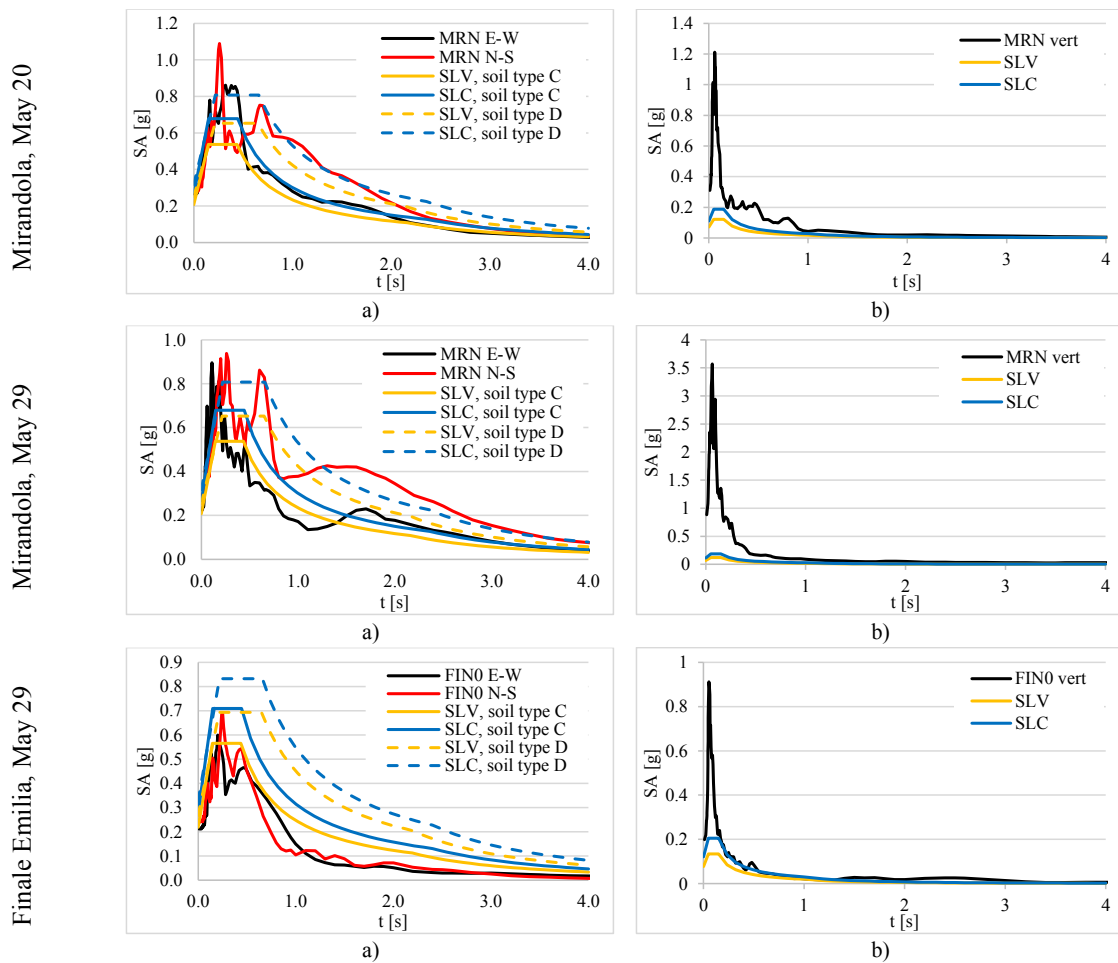 Mirandola, May 20
1.2
1.0
0.8
0.6
0.4
0.2
0.0
SA [g]
0.0 1.0 2.0 3.0 4.0
t [s]
MRN E-W
MRN N-S
SLV, soil type C
SLC, soil type C
SLV, soil type D
SLC, soil type D
a)
1.4
1.2
1
0.8
0.6
0.4
0.2
0
SA [g]
0 1 2 3 4
t [s]
MRN vert
SLV
SLC
b)
Mirandola, May 29
1.0
0.8
0.6
0.4
0.2
0.0
SA [g]
0.0 1.0 2.0 3.0 4.0
t [s]
MRN E-W
MRN N-S
SLV, soil type C
SLC, soil type C
SLV, soil type D
SLC, soil type D
a)
4
3.5
3
2.5
2
1.5
1
0.5
0
SA [g]
0 1 2 3 4
t [s]
MRN vert
SLV
SLC
b)
Finale Emilia, May 29
0.9
0.8
0.7
0.6
0.5
0.4
0.3
0.2
0.1
0.0
SA [g]
0.0 1.0 2.0 3.0 4.0
t [s]
FIN0 E-W
FIN0 N-S
SLV, soil type C
SLC, soil type C
SLV, soil type D
SLC, soil type D
a)
1
0.8
0.6
0.4
0.2
0
SA [g]
0 1 2 3 4
t [s]
FIN0 vert
SLV
SLC
b)